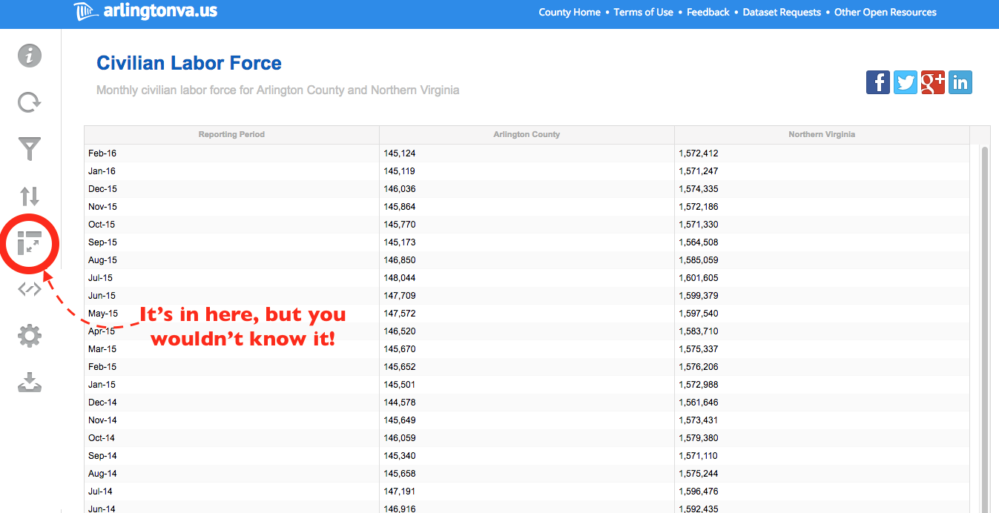 arlingtonva.us
County Home • Terms of Use • Feedback • Dataset Requests • Other Open Resources
Civilian Labor Force
Monthly civilian labor force for Arlington County and Northern Virginia
f g+ in
Reporting Period Arlington County Northern Virginia
Feb-16 145,124 1,572,412
Jan-16 145,119 1,571,247
Dec-15 146,036 1,574,335
Nov-15 145,864 1,572,186
Oct-15 145,770 1,571,330
Sep-15 145,173 1,564,508
Aug-15 146,850 1,585,059
Jul-15 148,044 1,601,605
Jun-15 147,709 1,599,379
May-15 147,572 1,597,540
Apr-15 146,520 1,583,710
Mar-15 145,670 1,575,337
Feb-15 145,652 1,576,206
Jan-15 145,501 1,572,988
Dec-14 144,578 1,561,646
Nov-14 145,649 1,573,431
Oct-14 146,059 1,579,380
Sep-14 145,340 1,571,110
Aug-14 145,658 1,575,244
Jul-14 147,191 1,596,476
Jun-14 146,916 1,592,435
It's in here, but you
wouldn't know it!